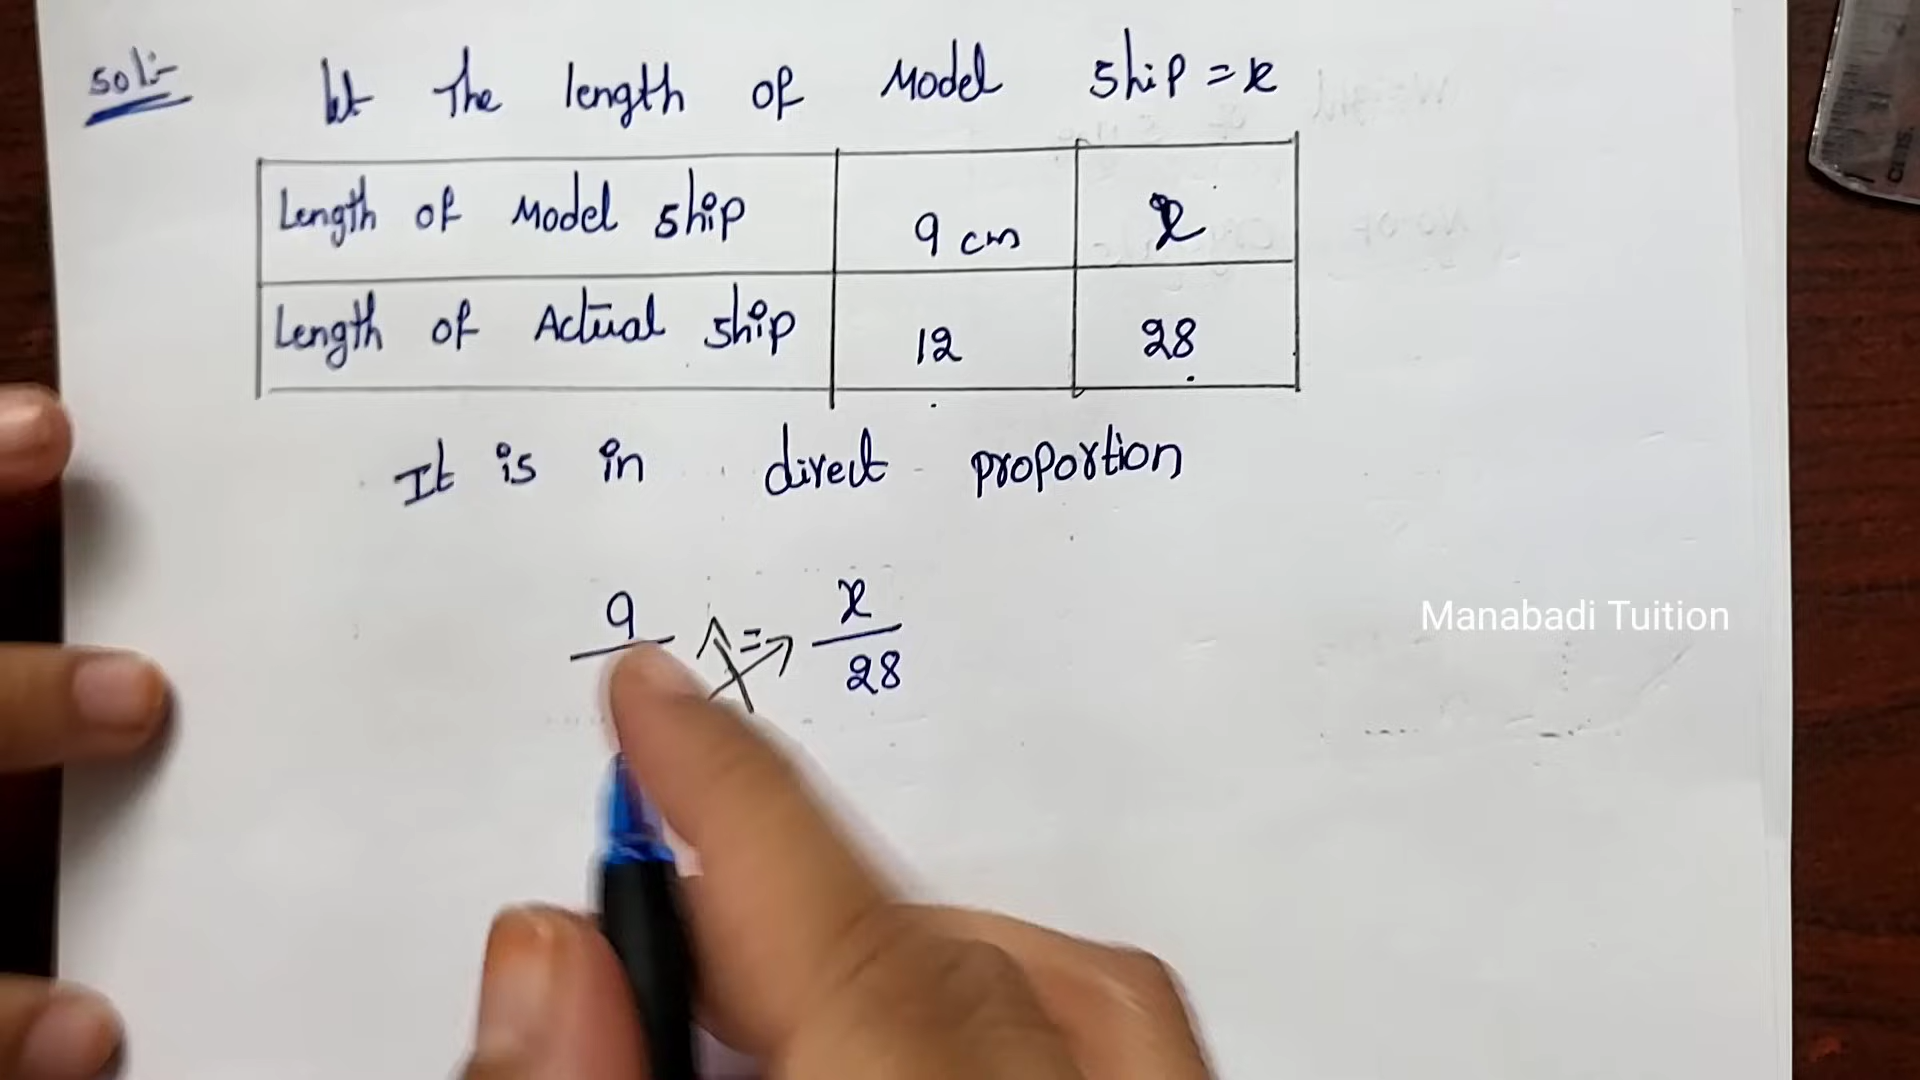 Sol:-
let the length of Model ship = x
Length of Model ship 9 cm x
Length of Actual ship 12 28
It is in direct proportion
9 = x
28
Manabadi Tuition